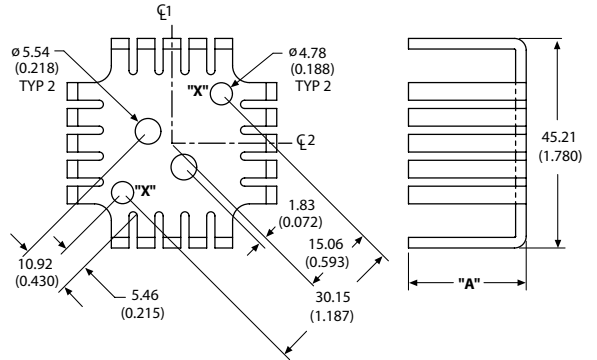 ℄1
ø 5.54
(0.218)
TYP 2
ø 4.78
(0.188)
TYP 2
"X"
℄2
45.21
(1.780)
"X"
1.83
(0.072)
15.06
(0.593)
10.92
(0.430)
30.15
(1.187)
5.46
(0.215)
"A"